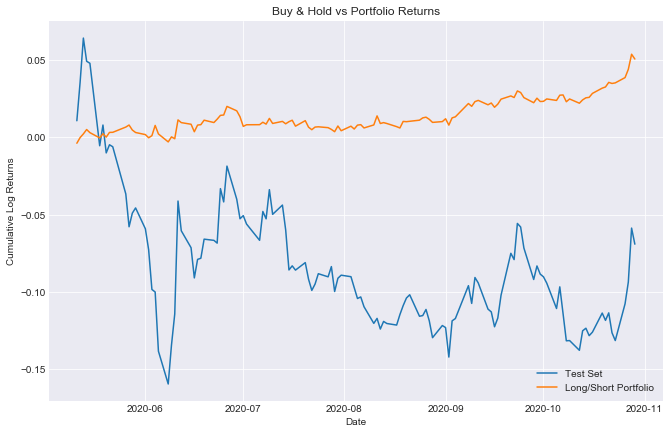 Buy & Hold vs Portfolio Returns
Cumulative Log Returns
0.05
0.00
−0.05
−0.10
−0.15
Test Set
Long/Short Portfolio
2020-06
2020-07
2020-08
2020-09
2020-10
2020-11
Date